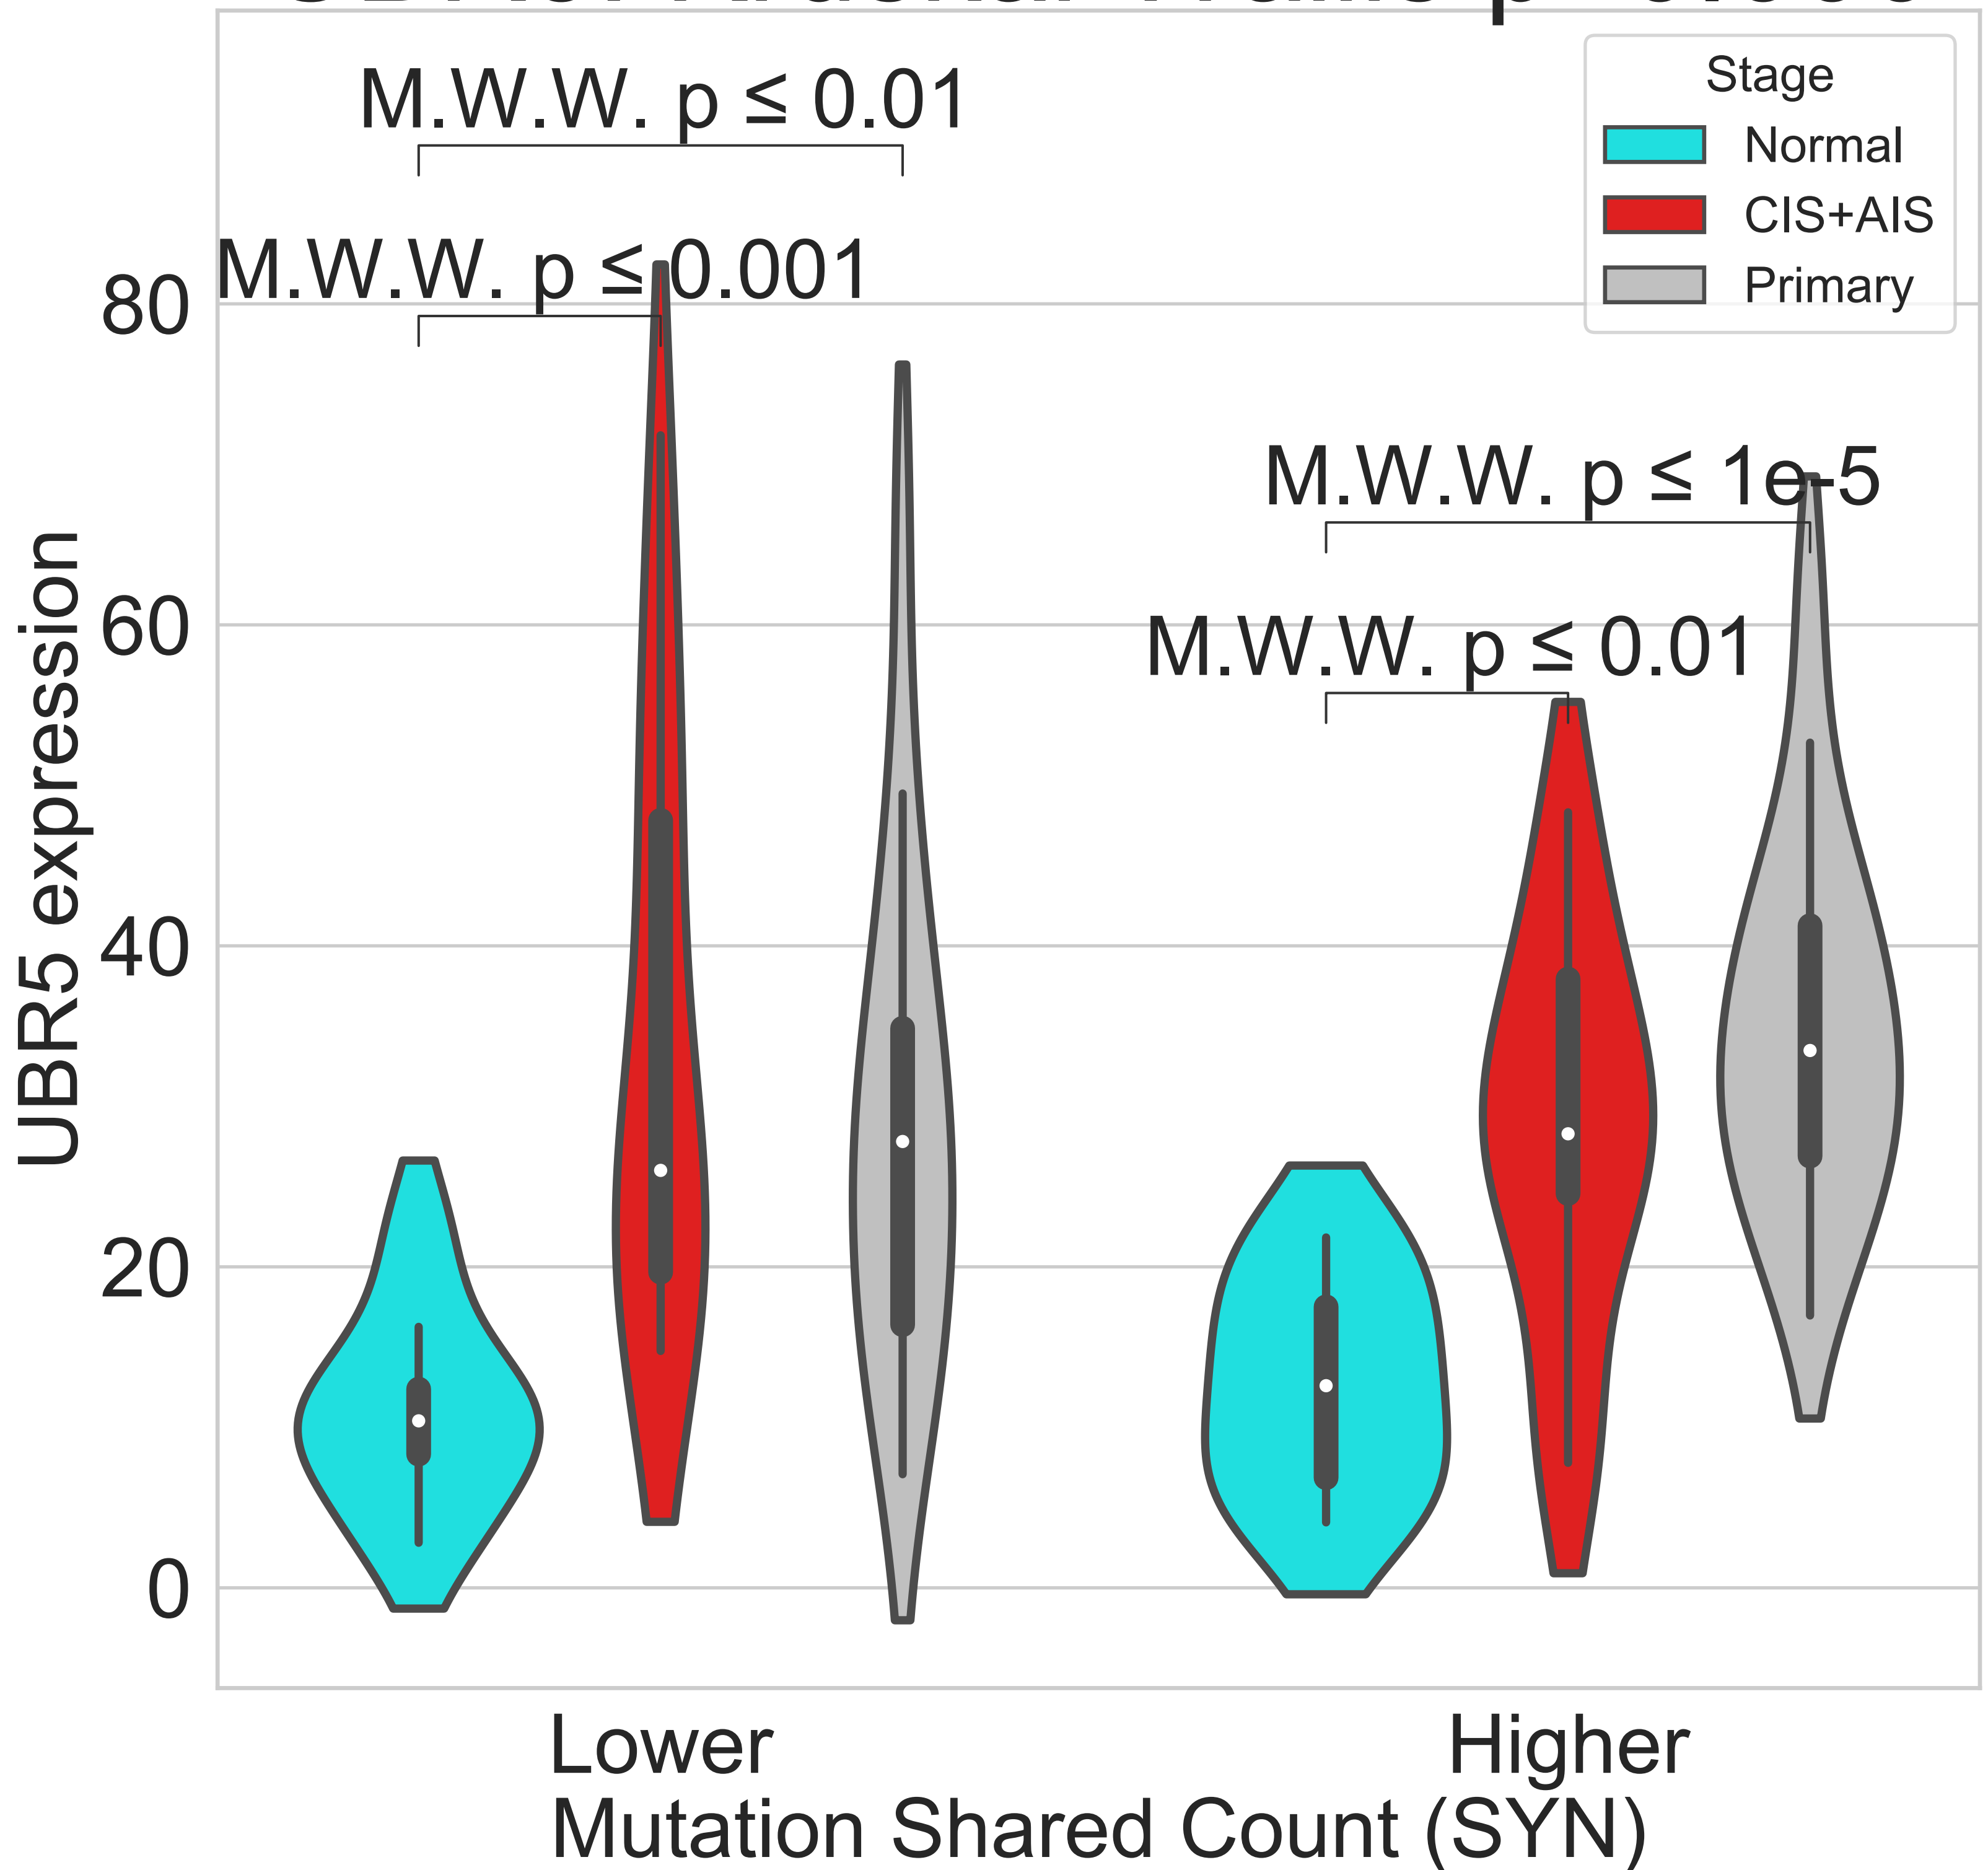 M.W.W. p ≤ 0.01
Stage
Normal
CIS+AIS
Primary
M.W.W. p ≤ 0.001
80
M.W.W. p ≤ 1e-5
60
M.W.W. p ≤ 0.01
UBR5 expression
40
20
0
Lower
Higher
Mutation Shared Count (SYN)